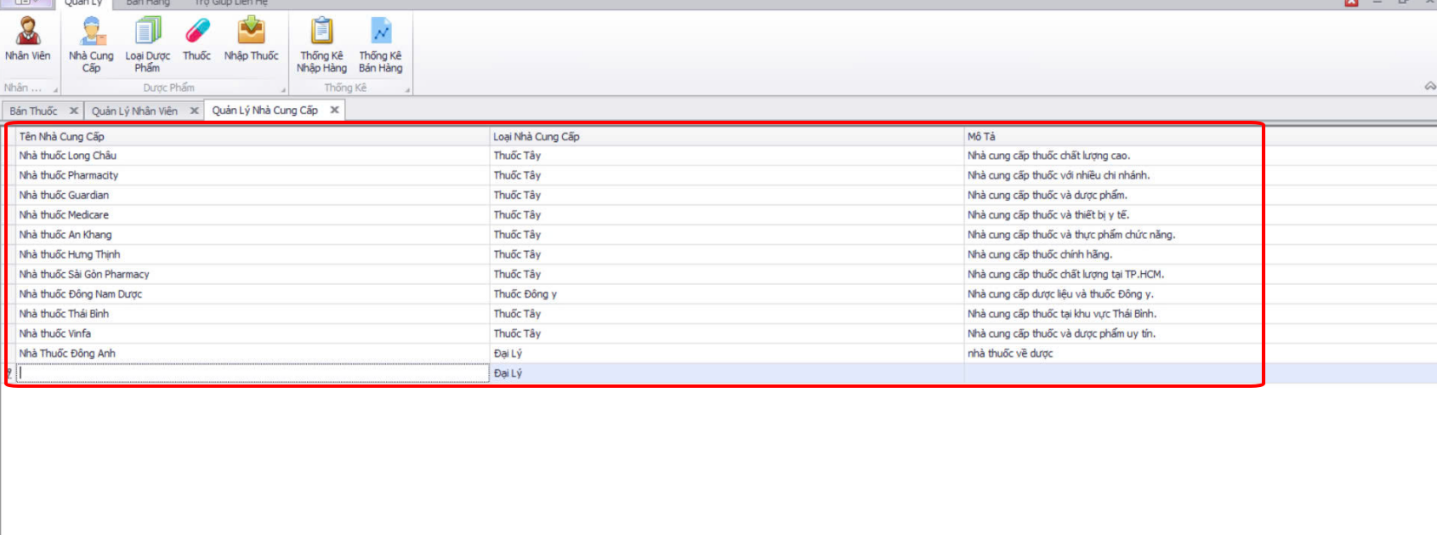 Quản Lý Bán Hàng Trợ Giúp Liên Hệ
Nhân Viên Nhà Cung Cấp Loại Dược Phẩm Thuốc Nhập Thuốc Thống Kê Nhập Hàng Thống Kê Bán Hàng
Nhân ... Dược Phẩm Thống Kê
Bán Thuốc Quản Lý Nhân Viên Quản Lý Nhà Cung Cấp
Tên Nhà Cung Cấp Loại Nhà Cung Cấp Mô Tả
Nhà thuốc Long Châu Thuốc Tây Nhà cung cấp thuốc chất lượng cao.
Nhà thuốc Pharmacity Thuốc Tây Nhà cung cấp thuốc với nhiều chi nhánh.
Nhà thuốc Guardian Thuốc Tây Nhà cung cấp thuốc và dược phẩm.
Nhà thuốc Medicare Thuốc Tây Nhà cung cấp thuốc và thiết bị y tế.
Nhà thuốc An Khang Thuốc Tây Nhà cung cấp thuốc và thực phẩm chức năng.
Nhà thuốc Hưng Thịnh Thuốc Tây Nhà cung cấp thuốc chính hãng.
Nhà thuốc Sài Gòn Pharmacy Thuốc Tây Nhà cung cấp thuốc chất lượng tại TP.HCM.
Nhà thuốc Đông Nam Dược Thuốc Đông y Nhà cung cấp dược liệu và thuốc Đông y.
Nhà thuốc Thái Bình Thuốc Tây Nhà cung cấp thuốc tại khu vực Thái Bình.
Nhà thuốc Vinfa Thuốc Tây Nhà cung cấp thuốc và dược phẩm uy tín.
Nhà Thuốc Đông Anh Đại Lý nhà thuốc về dược
Đại Lý